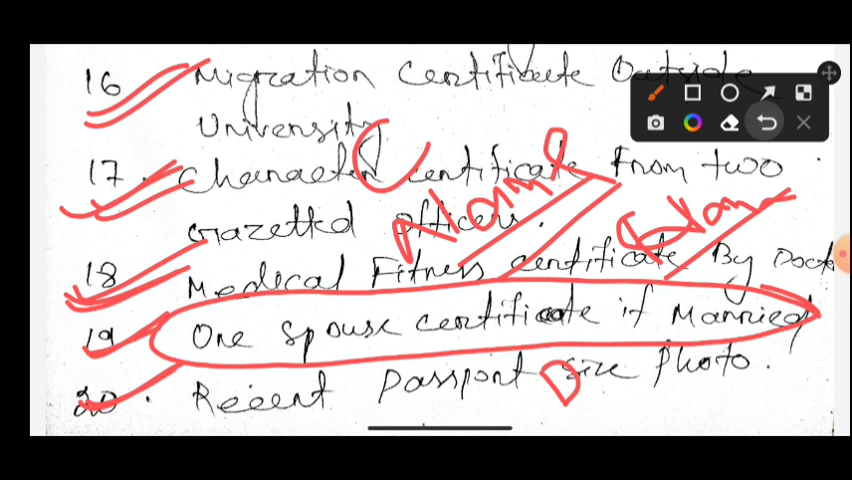 16 Migration Certificate Outside
University
17. Character Certificate From two
Gazetted officers.
18 Medical Fitness certificate By Doct
19 One spouse certificate if Married
20. Recent Passport Size Photo.